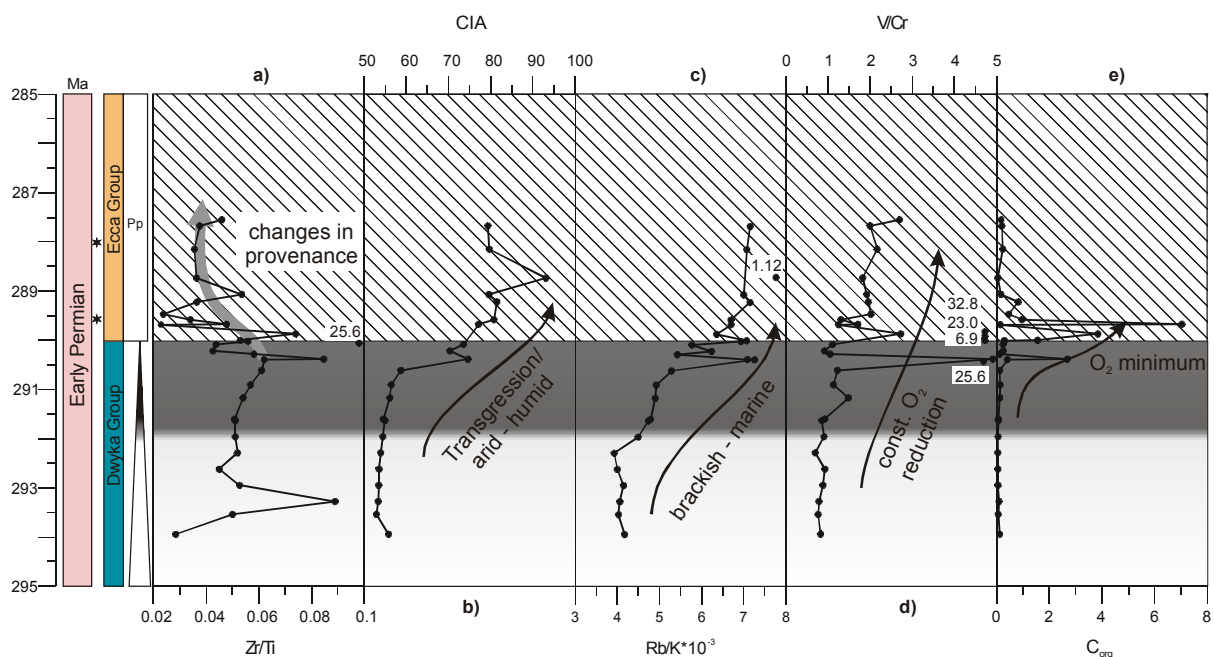 CIA
V/Cr
a)
50
60
70
80
90
100
c)
0
1
2
3
4
5
e)
Ma
285
287
289
291
293
295
Early Permian
Ecca Group
Dwyka Group
Pp
changes in
provenance
25.6
Transgression/
arid - humid
1.12
brackish - marine
32.8
23.0
6.9
25.6
const. O2
reduction
O2 minimum
0.02
0.04
0.06
0.08
0.1
Zr/Ti
b)
3
4
5
6
7
8
Rb/K*10-3
d)
0
2
4
6
8
Corg